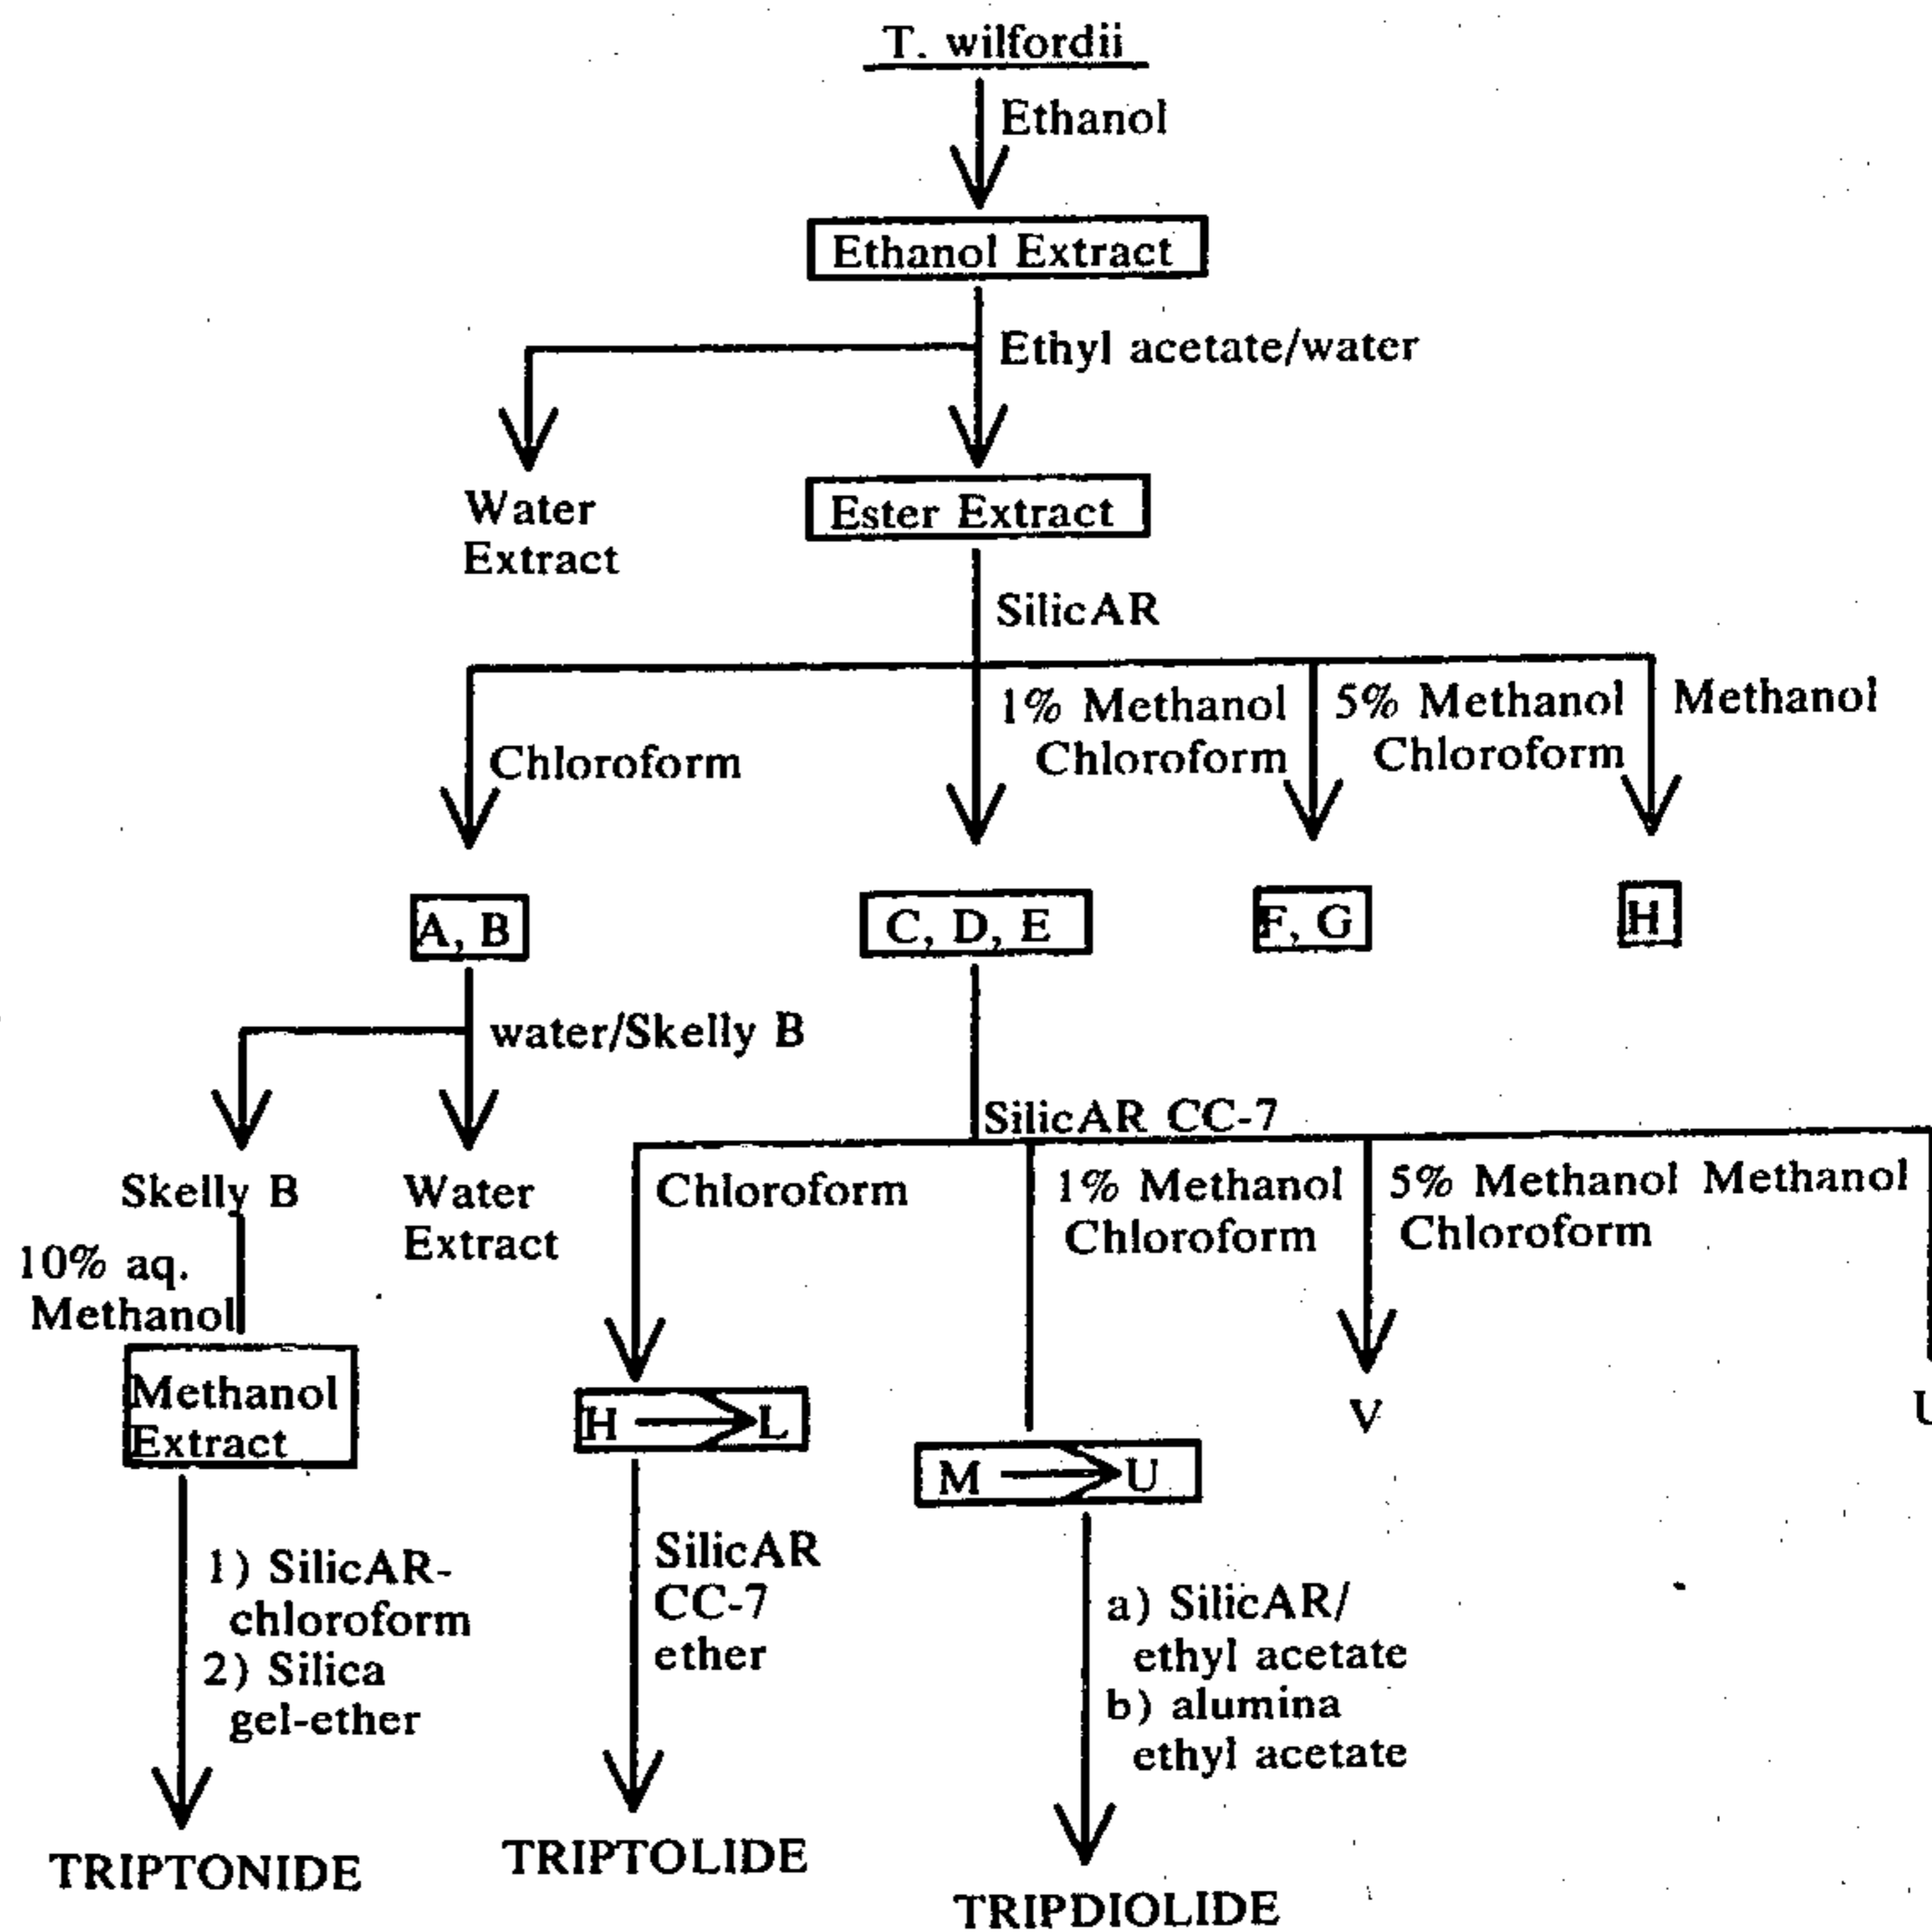 T. wilfordii
Ethanol
Ethanol Extract
Ethyl acetate/water
Water
Extract
Ester Extract
SilicAR
Chloroform
1% Methanol
Chloroform
5% Methanol
Chloroform
Methanol
A, B
C, D, E
F, G
H
water/Skelly B
Skelly B
Water
Extract
10% aq.
Methanol
Methanol
Extract
1) SilicAR-
chloroform
2) Silica
gel-ether
TRIPTONIDE
SilicAR CC-7
Chloroform
1% Methanol
Chloroform
5% Methanol
Chloroform
Methanol
H → L
M → U
V
SilicAR
CC-7
ether
TRIPTOLIDE
a) SilicAR/
ethyl acetate
b) alumina
ethyl acetate
TRIPDIOLIDE